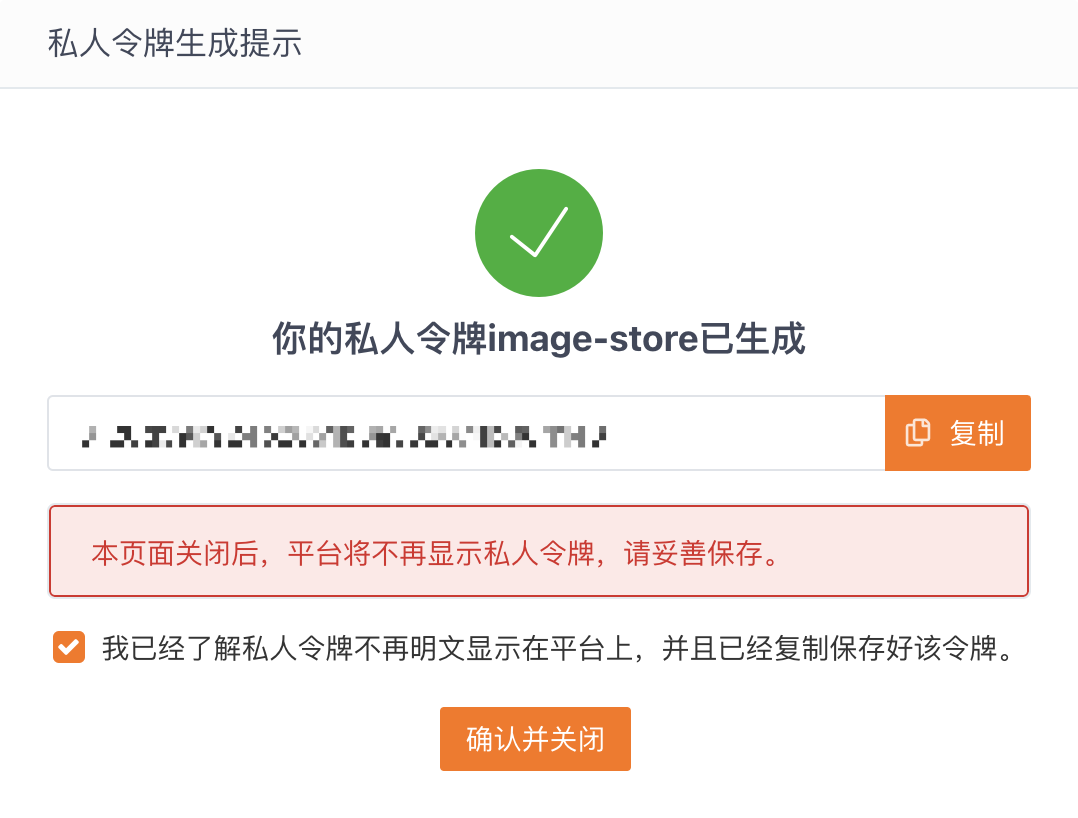 私人令牌生成提示
你的私人令牌image-store已生成
复制
本页面关闭后，平台将不再显示私人令牌，请妥善保存。
我已经了解私人令牌不再明文显示在平台上，并且已经复制保存好该令牌。
确认并关闭